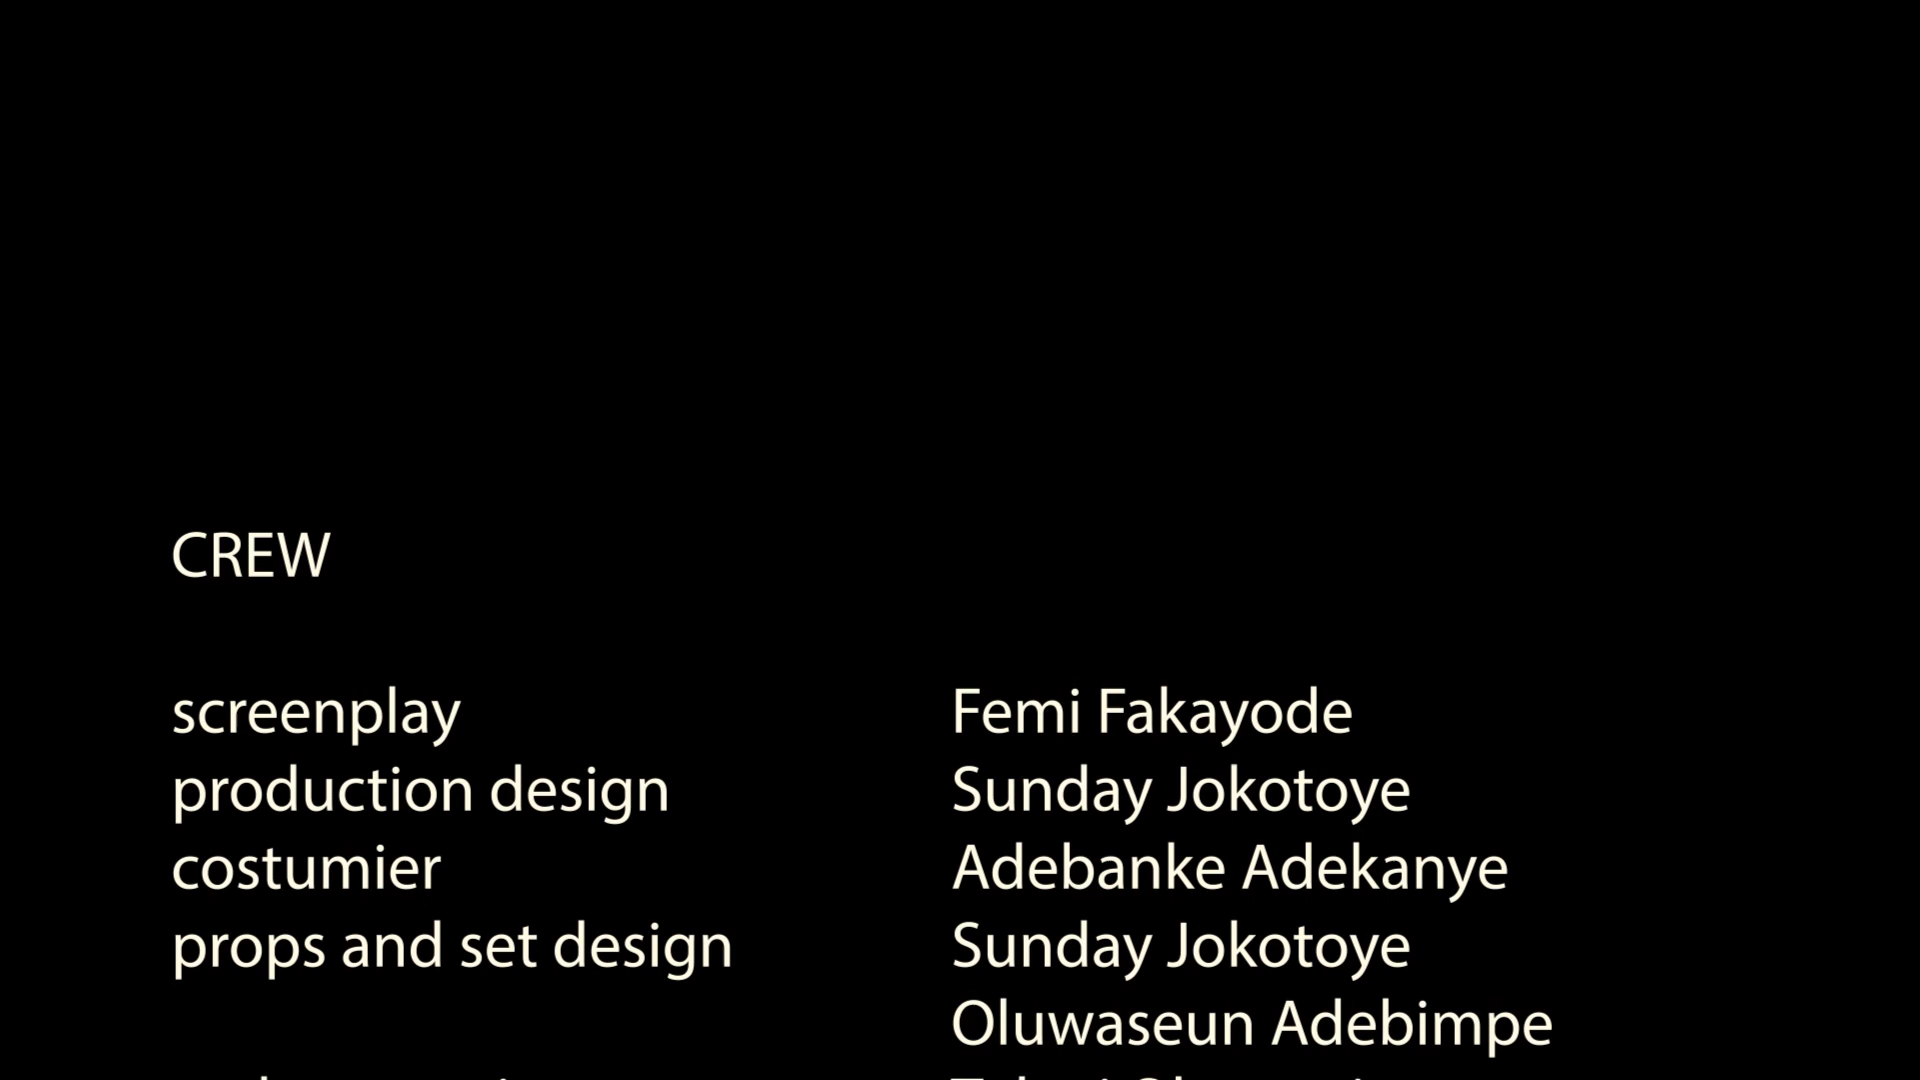 CREW
screenplay Femi Fakayode
production design Sunday Jokotoye
costumier Adebanke Adekanye
props and set design Sunday Jokotoye
Oluwaseun Adebimpe